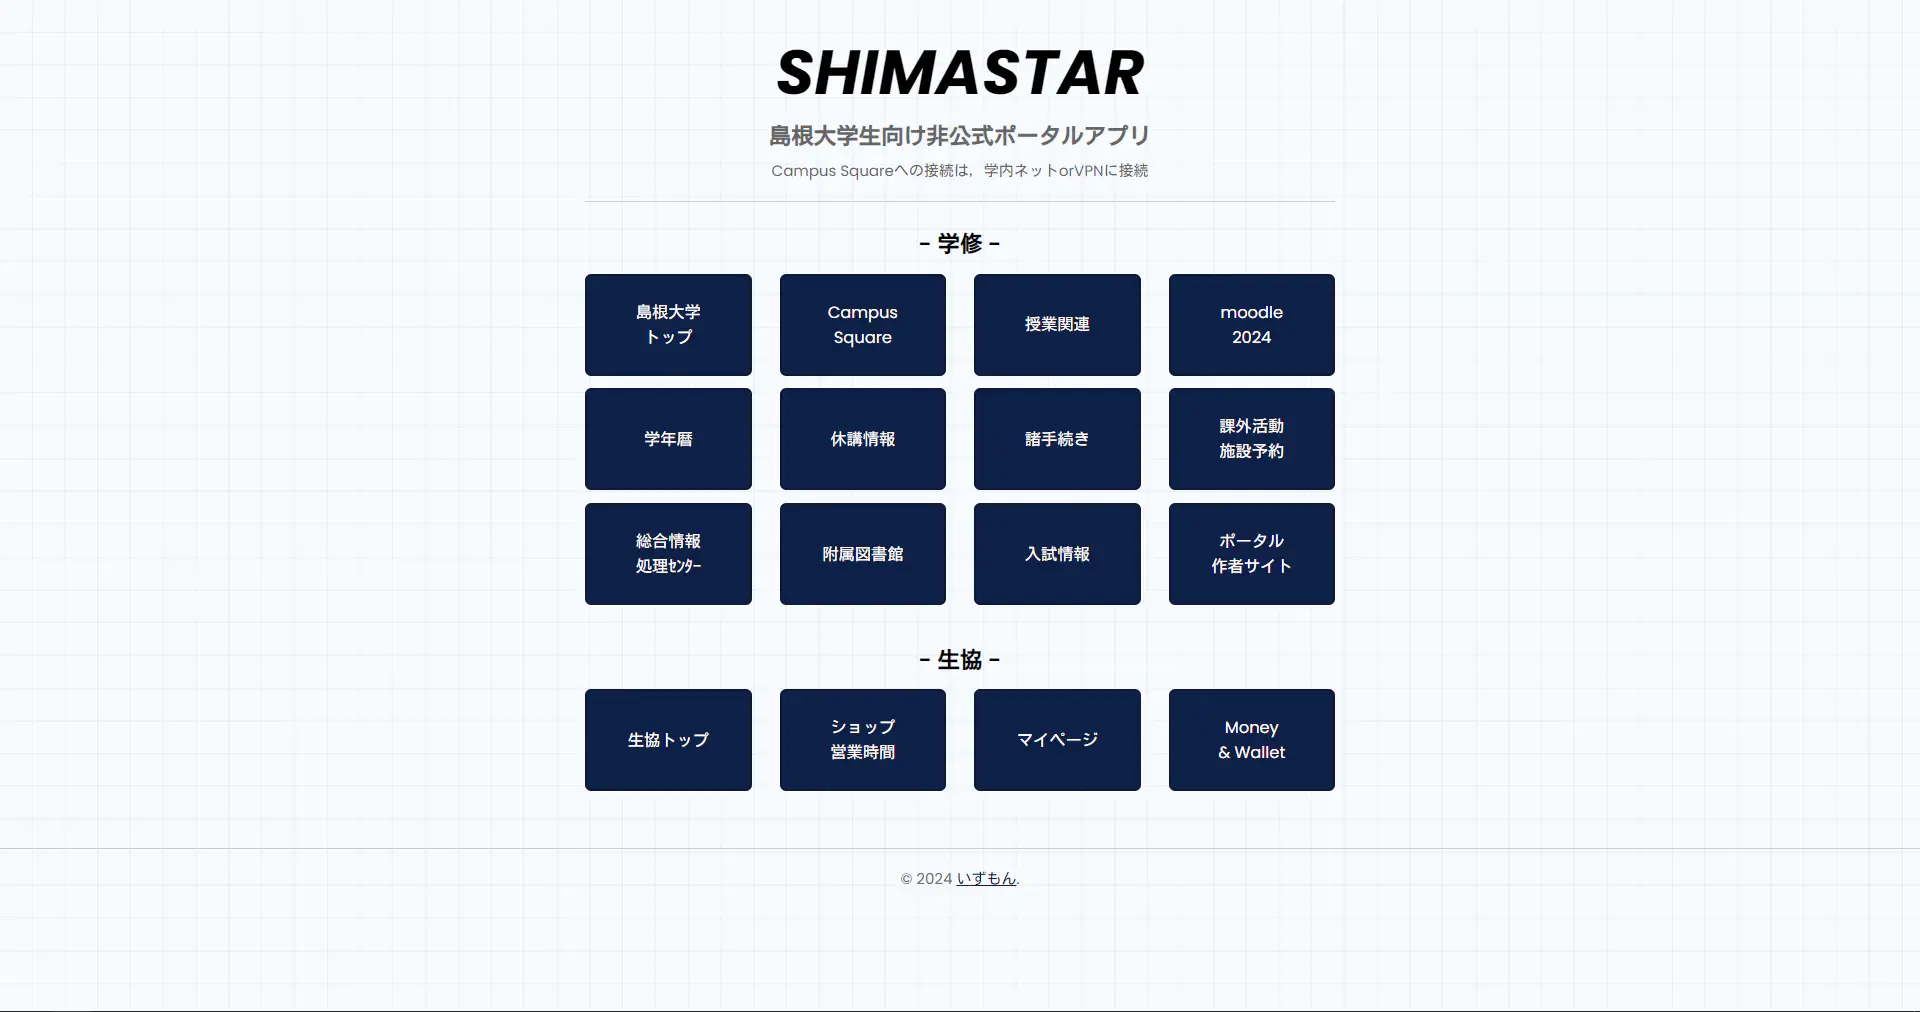 SHIMASTAR
島根大学生向け非公式ポータルアプリ
Campus Squareへの接続は，学内ネットorVPNに接続
- 学修 -
島根大学
トップ
Campus
Square
授業関連
moodle
2024
学年暦
休講情報
諸手続き
課外活動
施設予約
総合情報
処理ｾﾝﾀｰ
附属図書館
入試情報
ポータル
作者サイト
- 生協 -
生協トップ
ショップ
営業時間
マイページ
Money
& Wallet
© 2024 いずもん.